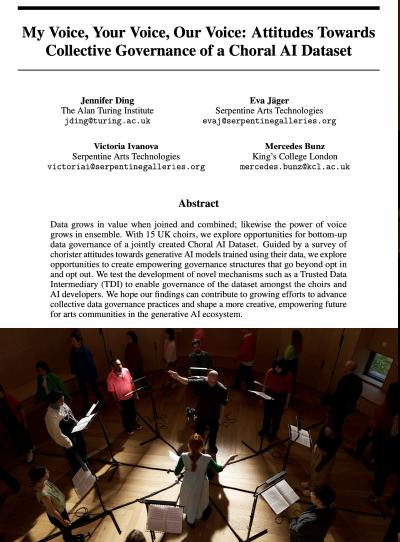 My Voice, Your Voice, Our Voice: Attitudes Towards
Collective Governance of a Choral AI Dataset
Jennifer Ding
The Alan Turing Institute
jding@turing.ac.uk
Eva Jäger
Serpentine Arts Technologies
evaj@serpentinegalleries.org
Victoria Ivanova
Serpentine Arts Technologies
victoriai@serpentinegalleries.org
Mercedes Bunz
King's College London
mercedes.bunz@kcl.ac.uk
Abstract
Data grows in value when joined and combined; likewise the power of voice
grows in ensemble. With 15 UK choirs, we explore opportunities for bottom-up
data governance of a jointly created Choral AI Dataset. Guided by a survey of
chorister attitudes towards generative AI models trained using their data, we explore
opportunities to create empowering governance structures that go beyond opt in
and opt out. We test the development of novel mechanisms such as a Trusted Data
Intermediary (TDI) to enable governance of the dataset amongst the choirs and
AI developers. We hope our findings can contribute to growing efforts to advance
collective data governance practices and shape a more creative, empowering future
for arts communities in the generative AI ecosystem.